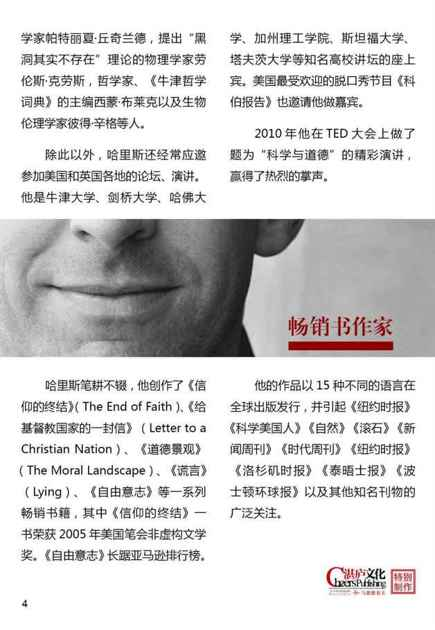 学家帕特丽夏·丘奇兰德，提出“黑
洞其实不存在”理论的物理学家劳
伦斯·克劳斯，哲学家、《牛津哲学
词典》的主编西蒙·布莱克以及生物
伦理学家彼得·辛格等人。
除此以外，哈里斯还经常应邀
参加美国和英国各地的论坛、演讲。
他是牛津大学、剑桥大学、哈佛大
学、加州理工学院、斯坦福大学、
塔夫茨大学等知名高校讲坛的座上
宾。美国最受欢迎的脱口秀节目《科
伯报告》也邀请他做嘉宾。
2010 年他在 TED 大会上做了
题为“科学与道德”的精彩演讲，
赢得了热烈的掌声。
畅销书作家
哈里斯笔耕不辍，他创作了《信
仰的终结》（The End of Faith）、《给
基督教国家的一封信》（Letter to a
Christian Nation）、《道德景观》
（The Moral Landscape）、《谎言》
（Lying）、《自由意志》等一系列
畅销书籍，其中《信仰的终结》一
书荣获 2005 年美国笔会非虚构文学
奖。《自由意志》长踞亚马逊排行榜。
他的作品以 15 种不同的语言在
全球出版发行，并引起《纽约时报》
《科学美国人》《自然》《滚石》《新
闻周刊》《时代周刊》《纽约时报》
《洛杉矶时报》《泰晤士报》《波
士顿环球报》以及其他知名刊物的
广泛关注。
湛庐文化
Cheers Publishing
特别
制作
4